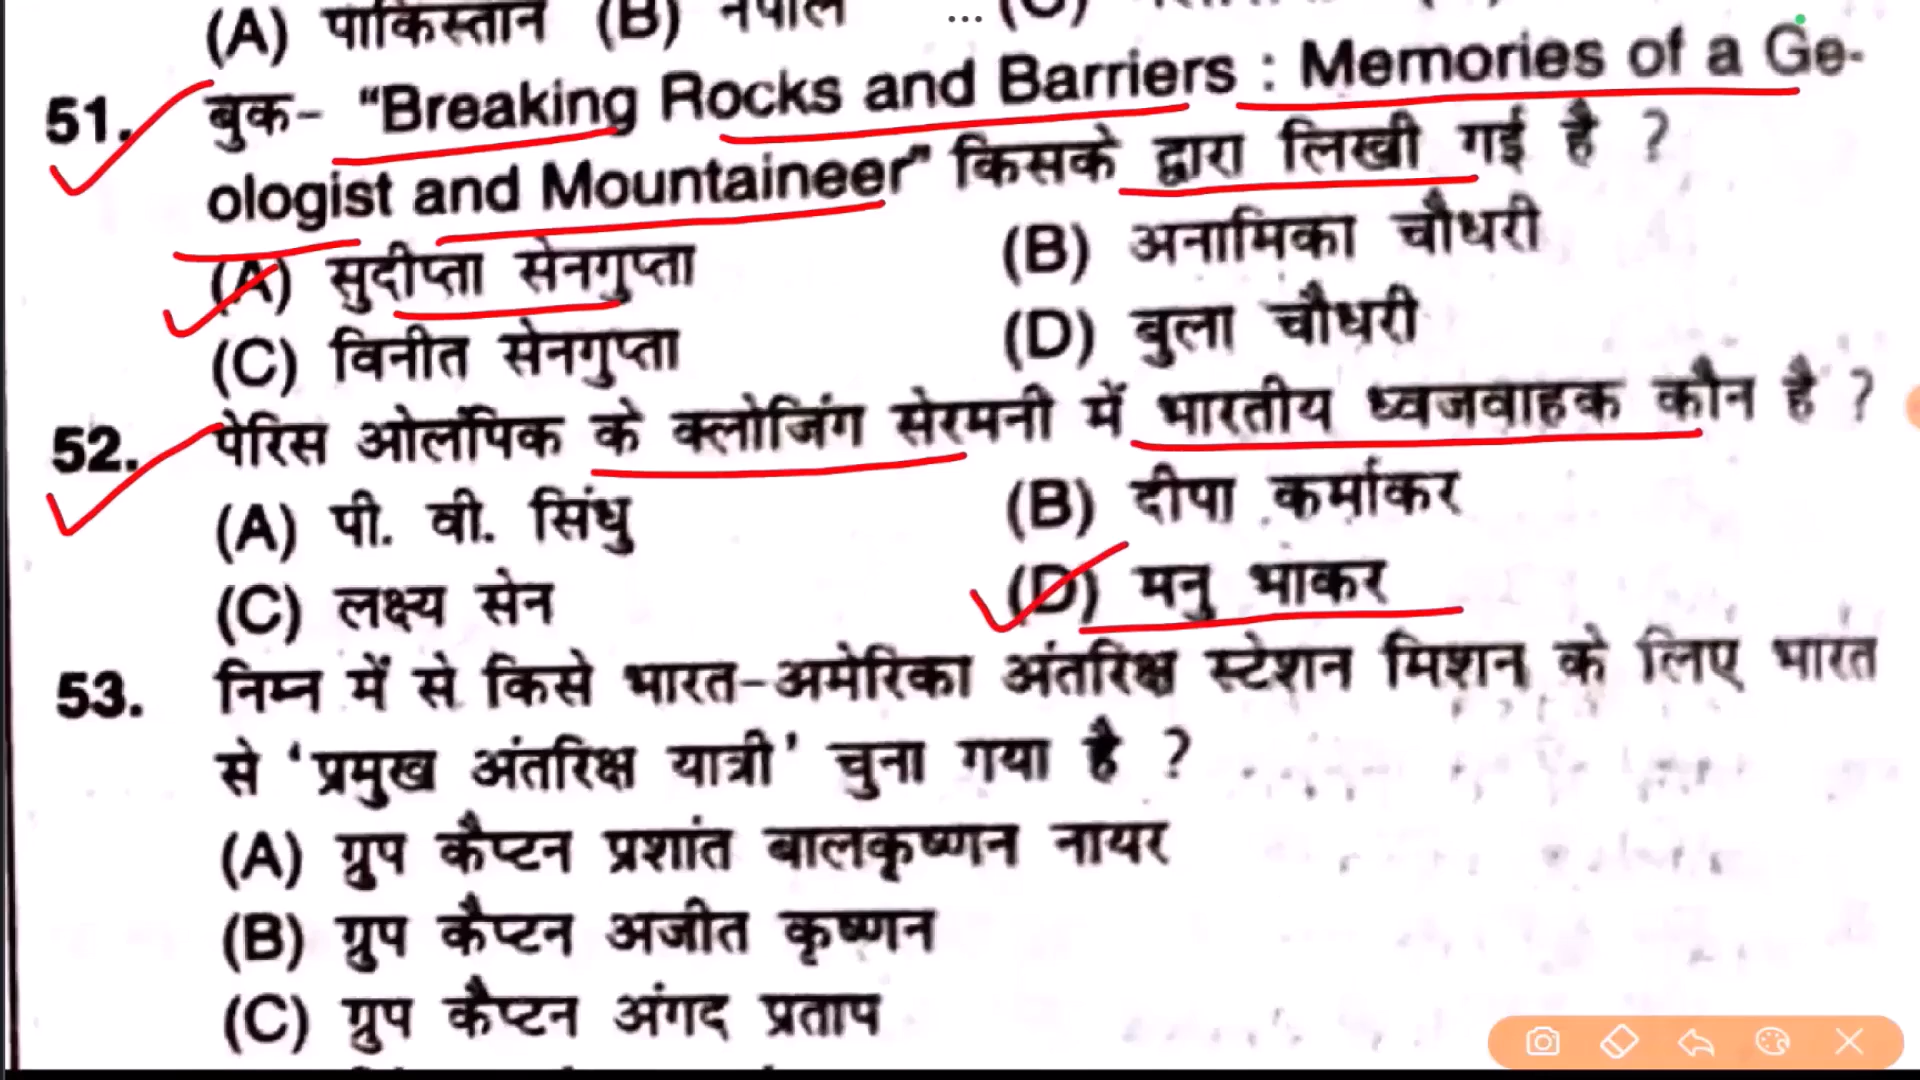 (A) पाकिस्तान (B) नेपाल ... (C)
51. बुक- “Breaking Rocks and Barriers : Memories of a Ge-
ologist and Mountaineer” किसके द्वारा लिखी गई है ?
(A) सुदीप्ता सेनगुप्ता (B) अनामिका चौधरी
(C) विनीत सेनगुप्ता (D) बुला चौधरी
52. पेरिस ओलंपिक के क्लोजिंग सेरमनी में भारतीय ध्वजवाहक कौन है ?
(A) पी. वी. सिंधु (B) दीपा कर्माकर
(C) लक्ष्य सेन (D) मनु भाकर
53. निम्न में से किसे भारत-अमेरिका अंतरिक्ष स्टेशन मिशन के लिए भारत
से ‘प्रमुख अंतरिक्ष यात्री’ चुना गया है ?
(A) ग्रुप कैप्टन प्रशांत बालकृष्णन नायर
(B) ग्रुप कैप्टन अजीत कृष्णन
(C) ग्रुप कैप्टन अंगद प्रताप